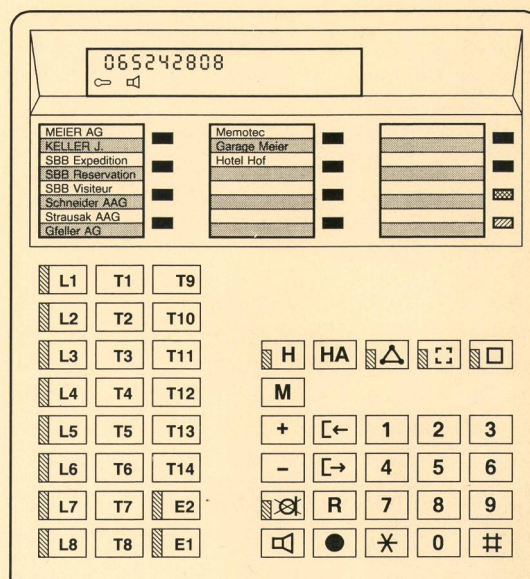 065242808
MEIER AG
KELLER J.
SBB Expedition
SBB Reservation
SBB Visiteur
Schneider AAG
Strausak AAG
Gfeller AG
Memotec
Garage Meier
Hotel Hof
L1 T1 T9
L2 T2 T10
L3 T3 T11
L4 T4 T12
L5 T5 T13
L6 T6 T14
L7 T7 E2
L8 T8 E1
H HA
M
+ 1 2 3
- 4 5 6
R 7 8 9
* 0 #